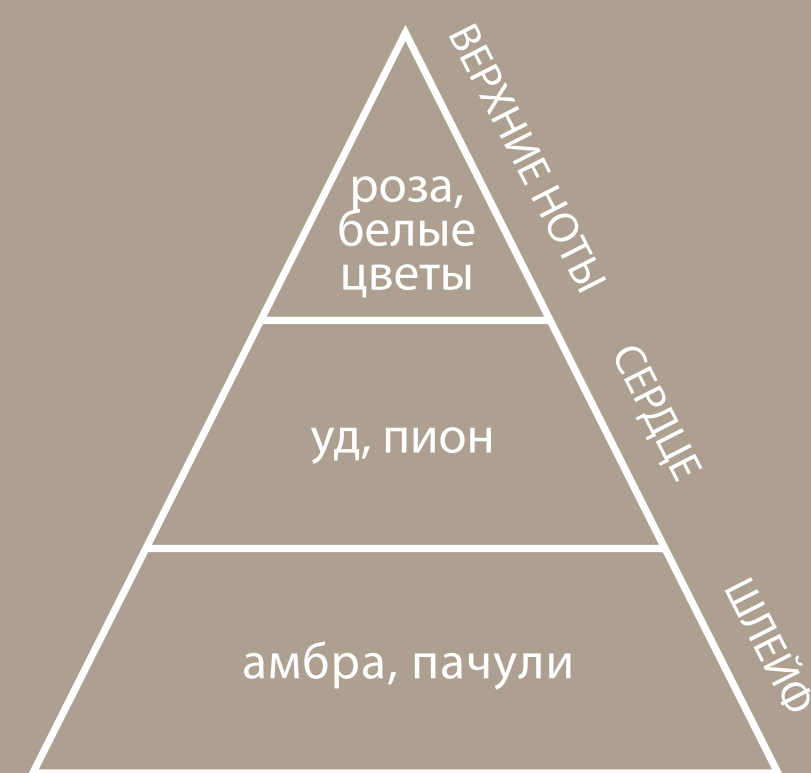 ВЕРХНИЕ НОТЫ
роза,
белые
цветы
СЕРДЦЕ
уд, пион
ШЛЕЙФ
амбра, пачули